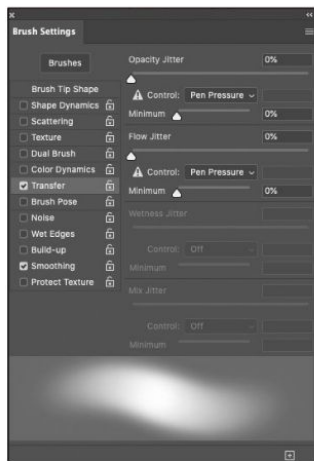 Brush Settings
Brushes
Brush Tip Shape
Shape Dynamics
Scattering
Texture
Dual Brush
Color Dynamics
Transfer
Brush Pose
Noise
Wet Edges
Build-up
Smoothing
Protect Texture
Opacity Jitter 0%
Control: Pen Pressure
Minimum 0%
Flow Jitter 0%
Control: Pen Pressure
Minimum 0%
Wetness Jitter
Control: Off
Minimum
Mix Jitter
Control: Off
Minimum